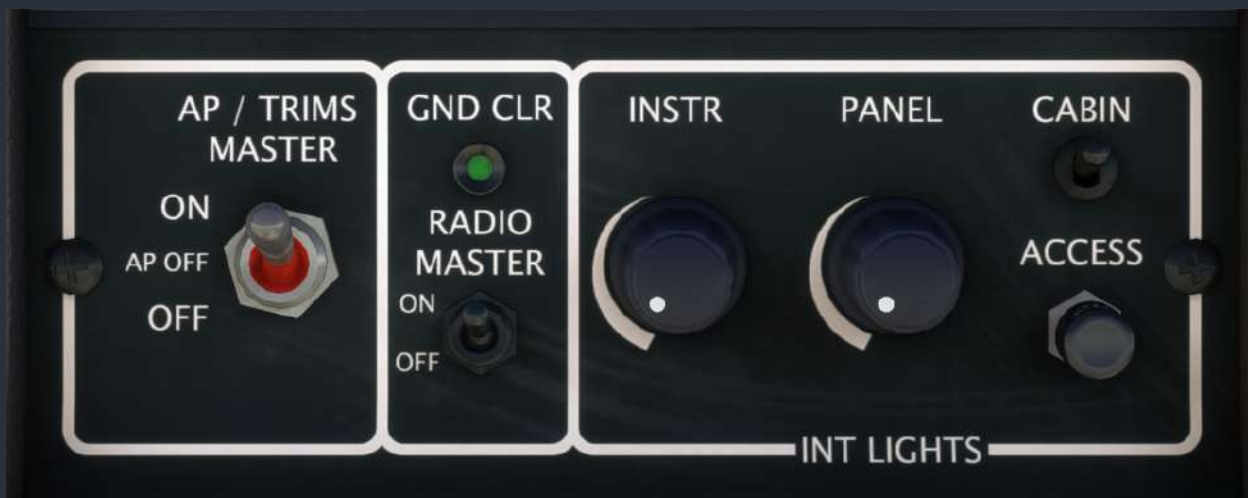 AP / TRIMS
MASTER
ON
AP OFF
OFF
GND CLR
RADIO
MASTER
ON
OFF
INSTR
PANEL
CABIN
ACCESS
INT LIGHTS